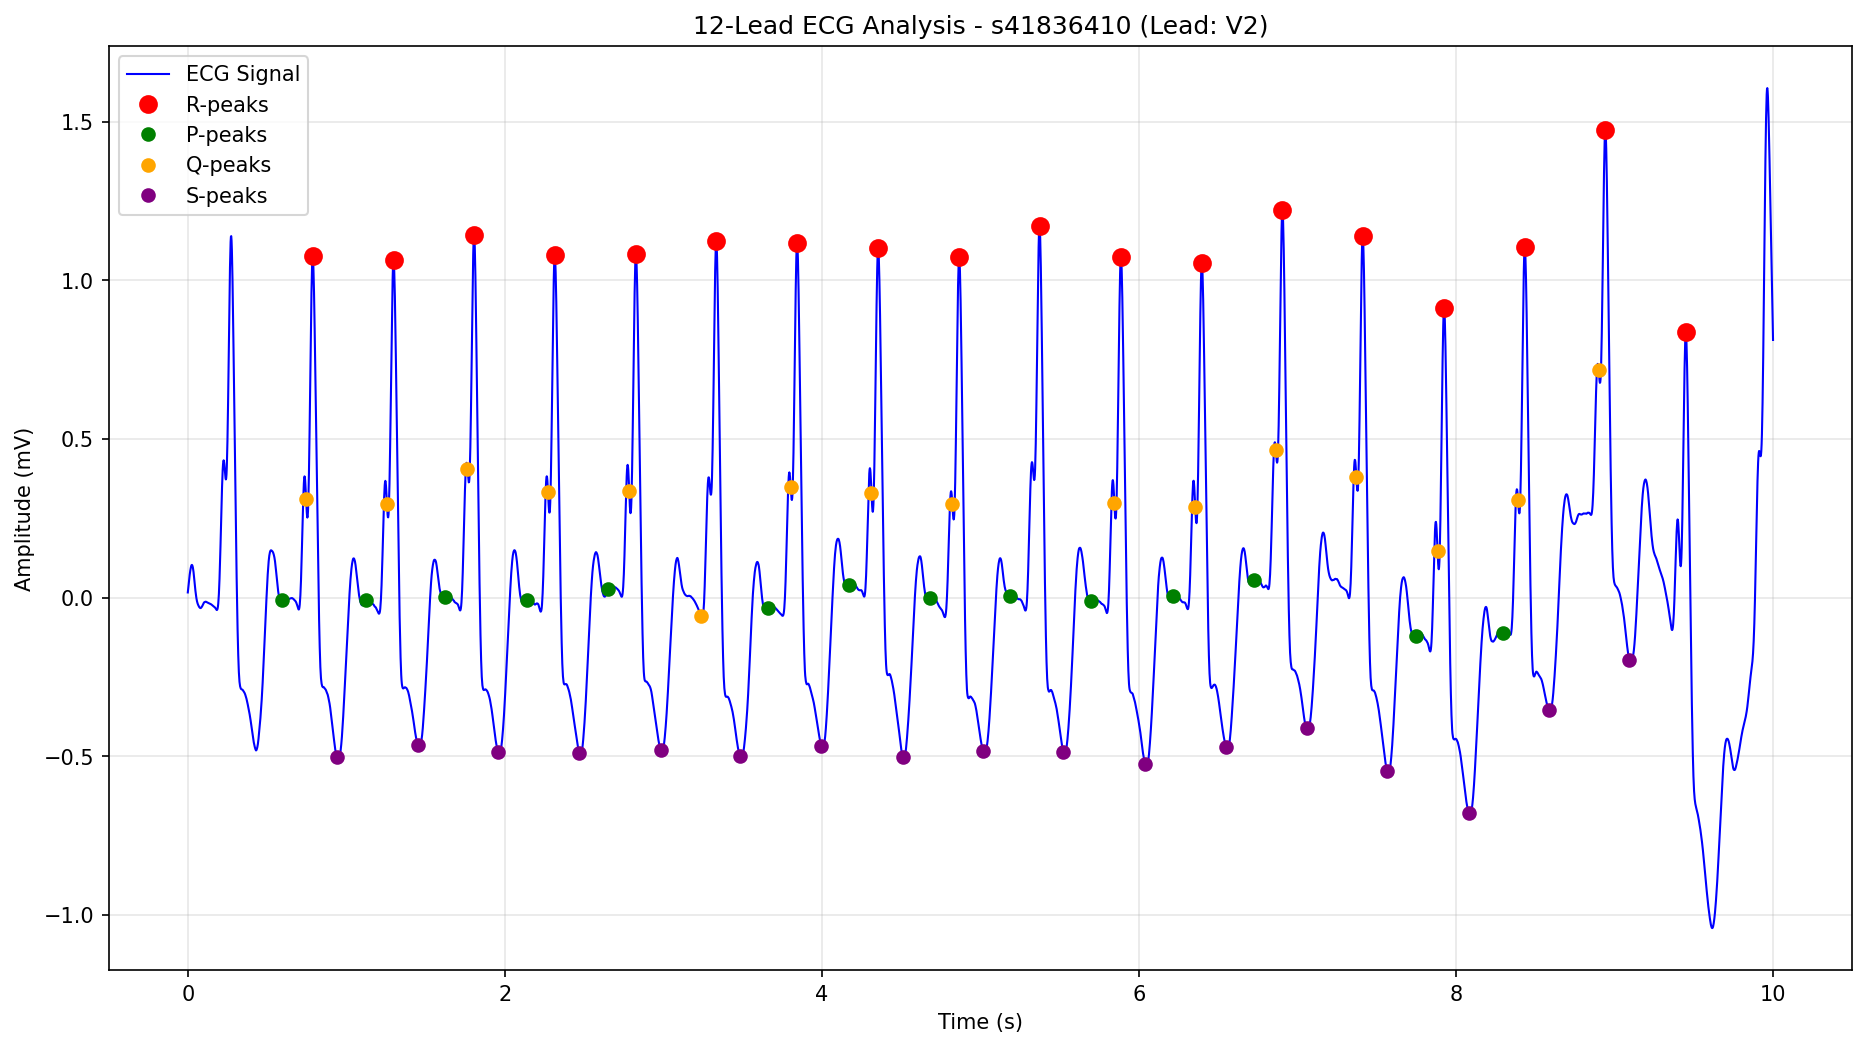 12-Lead ECG Analysis - s41836410 (Lead: V2)
ECG Signal
R-peaks
P-peaks
Q-peaks
S-peaks
Amplitude (mV)
1.5
1.0
0.5
0.0
−0.5
−1.0
0 2 4 6 8 10
Time (s)